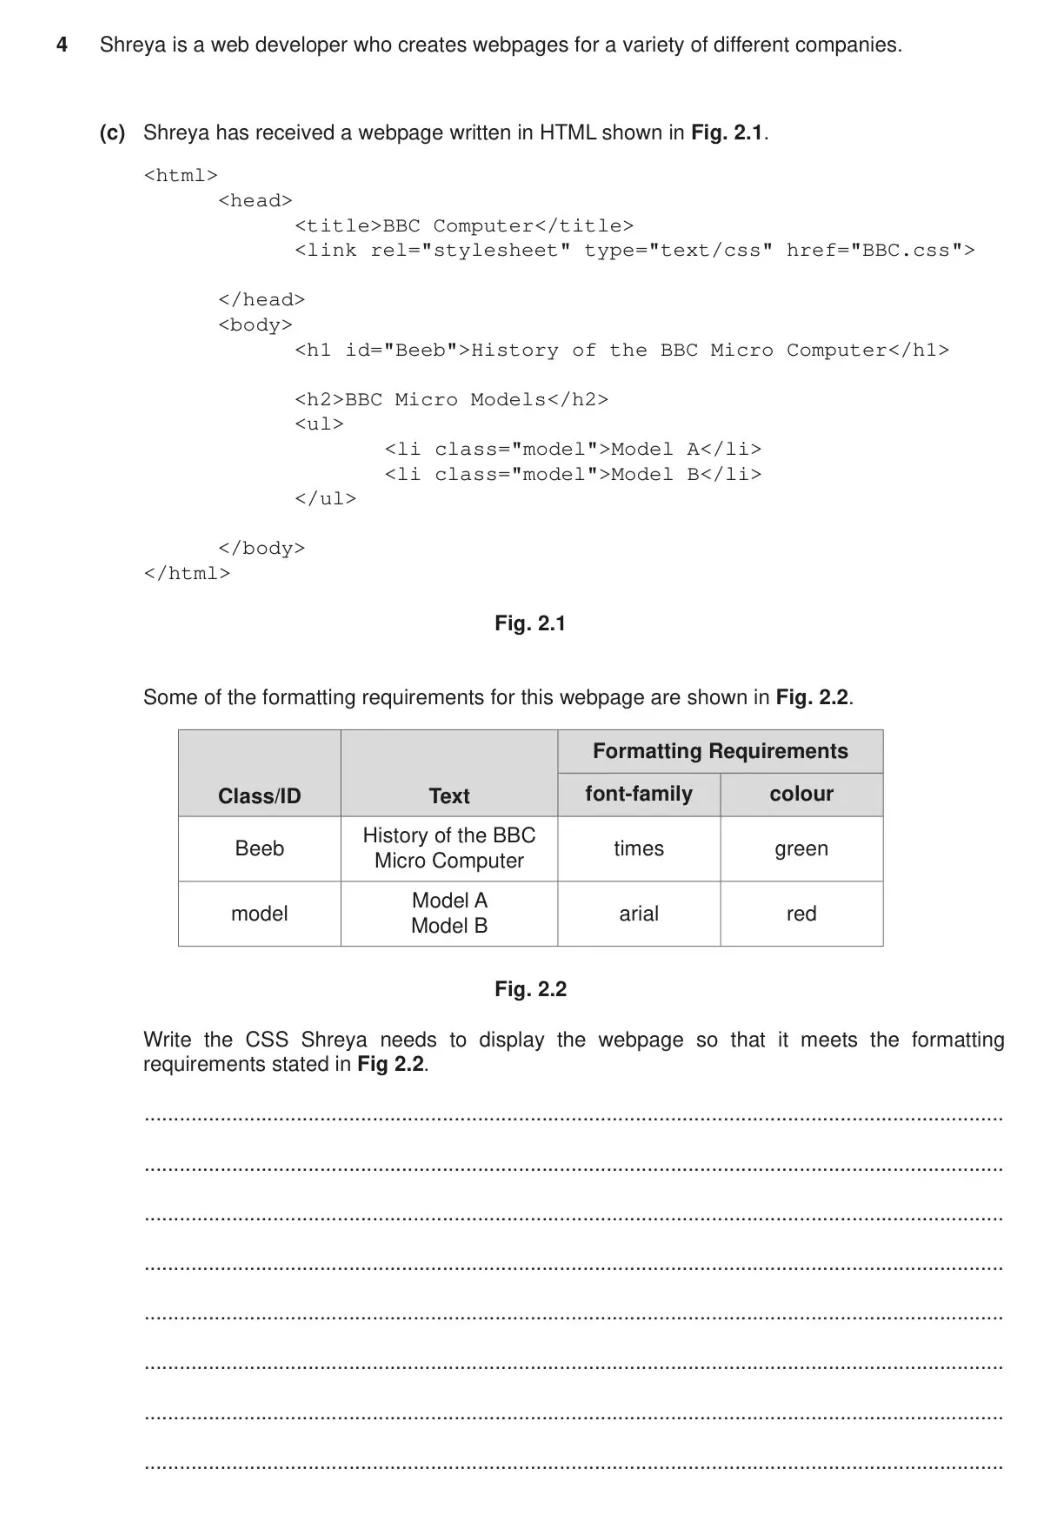 4 Shreya is a web developer who creates webpages for a variety of different companies.
(c) Shreya has received a webpage written in HTML shown in Fig. 2.1.
<html>
<head>
<title>BBC Computer</title>
<link rel="stylesheet" type="text/css" href="BBC.css">
</head>
<body>
<h1 id="Beeb">History of the BBC Micro Computer</h1>
<h2>BBC Micro Models</h2>
<ul>
<li class="model">Model A</li>
<li class="model">Model B</li>
</ul>
</body>
</html>
Fig. 2.1
Some of the formatting requirements for this webpage are shown in Fig. 2.2.
Formatting Requirements
Class/ID Text font-family colour
Beeb History of the BBC Micro Computer times green
model Model A Model B arial red
Fig. 2.2
Write the CSS Shreya needs to display the webpage so that it meets the formatting
requirements stated in Fig 2.2.